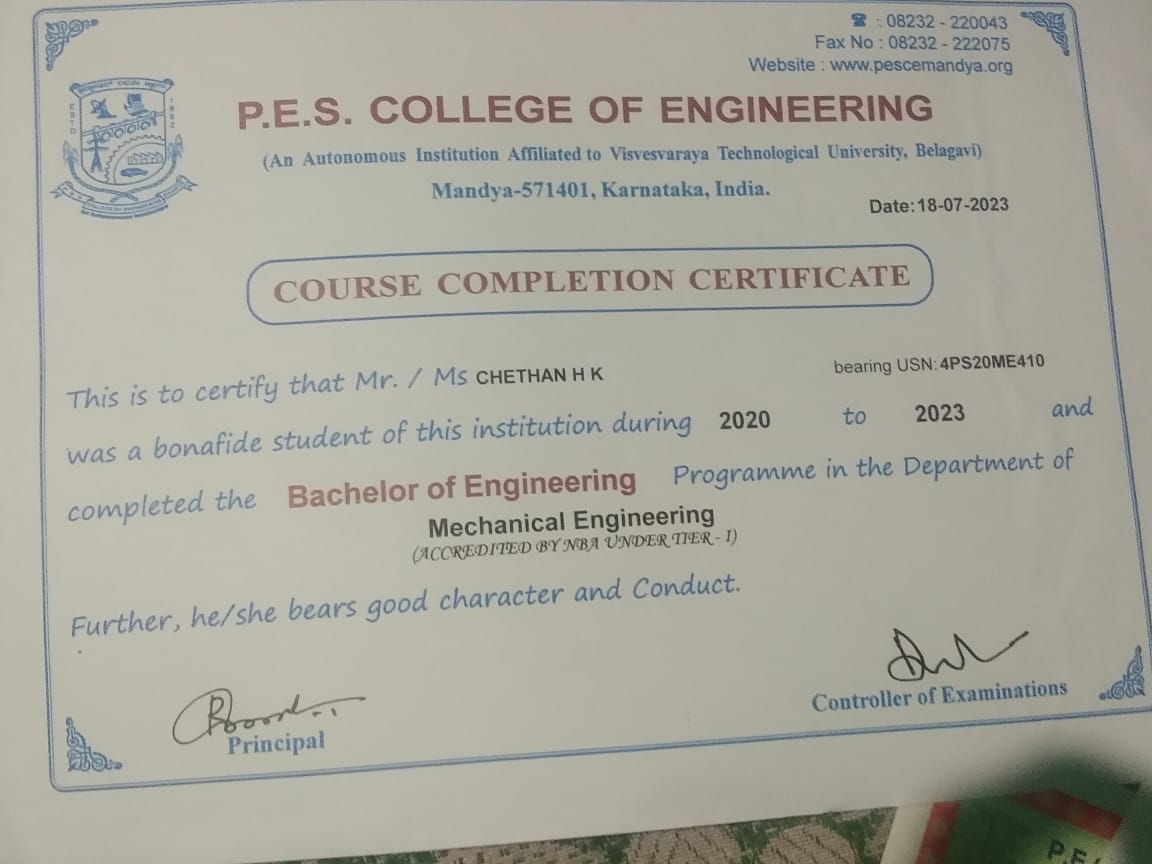 ☎ : 08232 - 220043
Fax No : 08232 - 222075
Website : www.pescemandya.org
ESTD 1962
P.E.S. COLLEGE OF ENGINEERING
(An Autonomous Institution Affiliated to Visvesvaraya Technological University, Belagavi)
Mandya-571401, Karnataka, India.
Date:18-07-2023
COURSE COMPLETION CERTIFICATE
This is to certify that Mr. / Ms CHETHAN H K bearing USN:4PS20ME410
was a bonafide student of this institution during 2020 to 2023 and
completed the Bachelor of Engineering Programme in the Department of
Mechanical Engineering
(ACCREDITED BY NBA UNDER TIER - I)
Further, he/she bears good character and Conduct.
Principal
Controller of Examinations
P.E